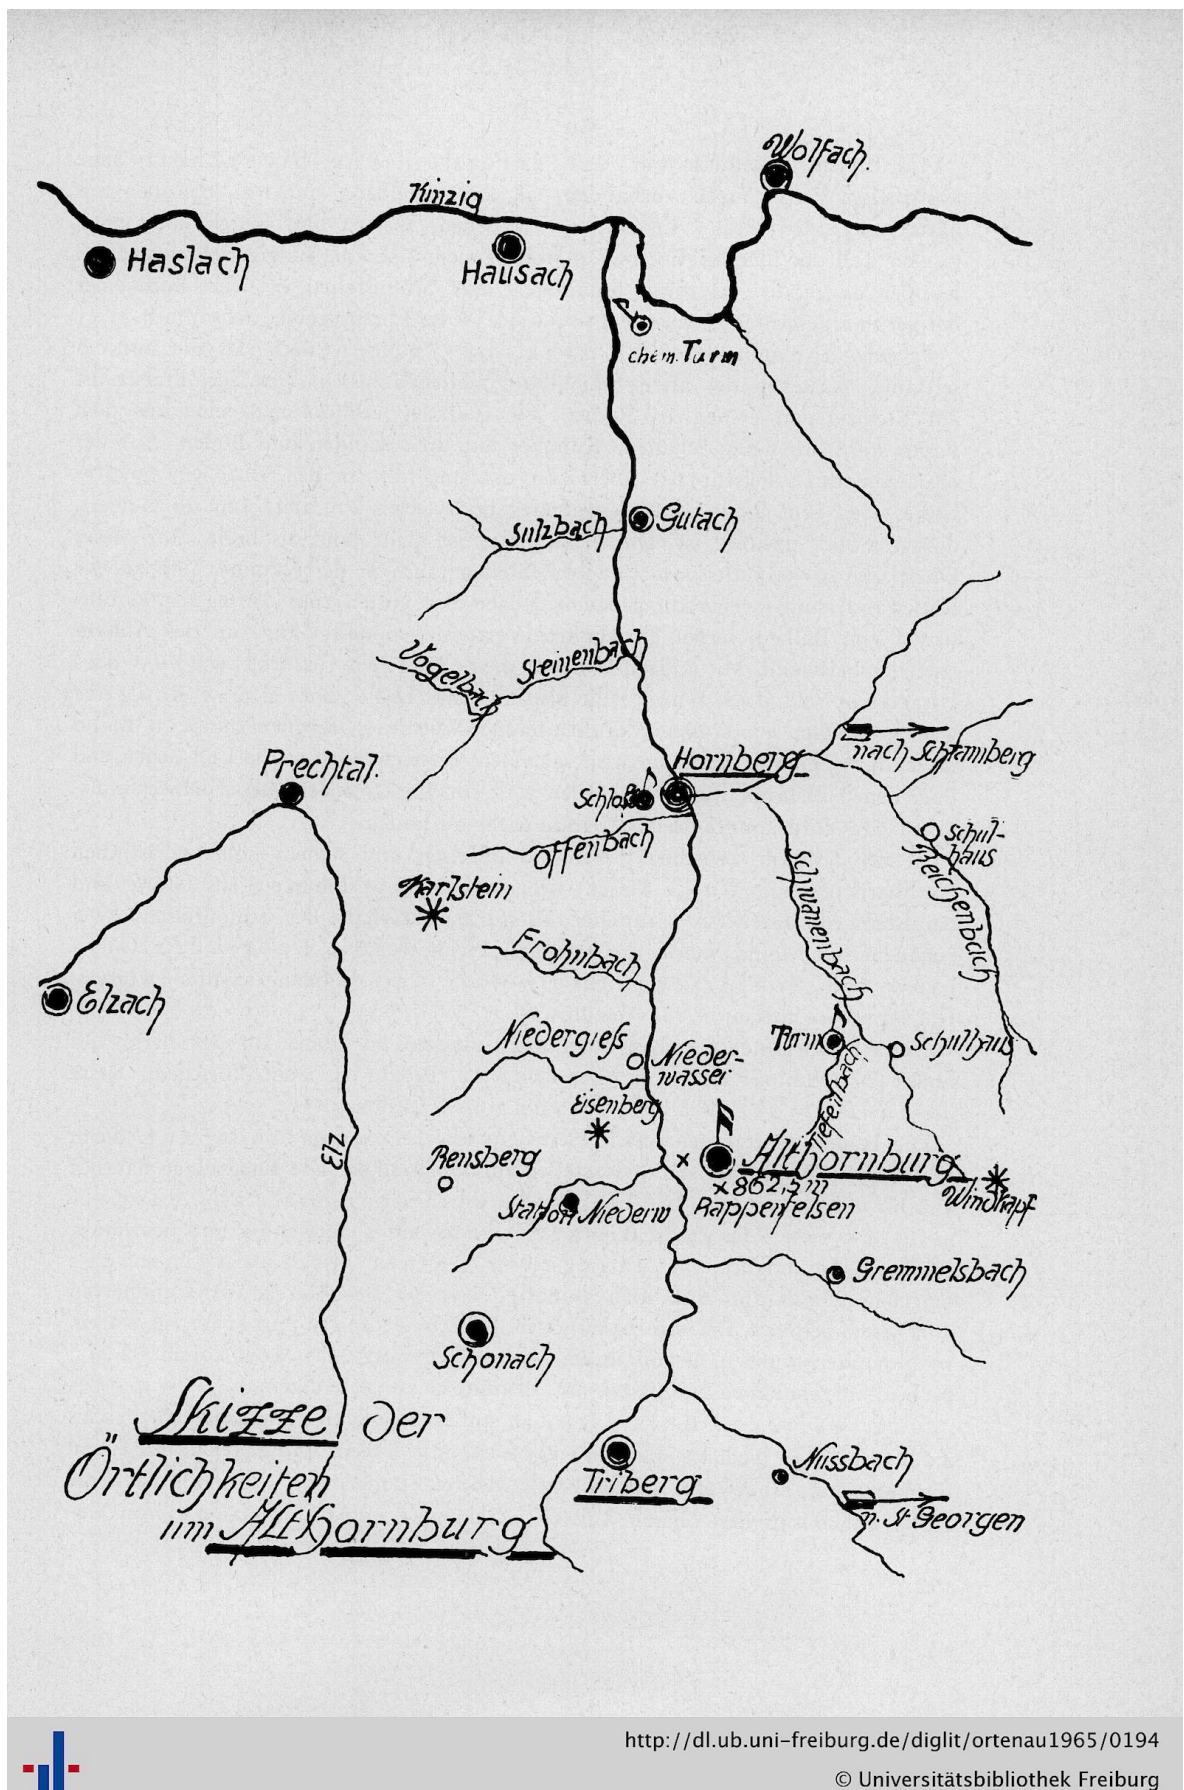 Wolfach.
Kinzig
Haslach
Hausach
chem. Turm
Sulzbach
Gutach
Vogelbach
Steinenbach
Hornberg
nach Schramberg
Prechtal.
Schloß
Offenbach
Schul-
haus
Reichenbach
Schwanenbach
Karlstein
Frohnbach
Elzach
Niedergieß
Nieder-
wasser
Turm
Schulhaus
Tiefenbach
Eisenberg
Elz
Rensberg
Althornburg
x 862,5 m
Rappenfelsen
Windkapf
Station Niederw
Gremmelsbach
Schonach
Skizze der
Örtlichkeiten
um Althornburg
Triberg
Nussbach
n. St Georgen
http://dl.ub.uni-freiburg.de/diglit/ortenau1965/0194
© Universitätsbibliothek Freiburg